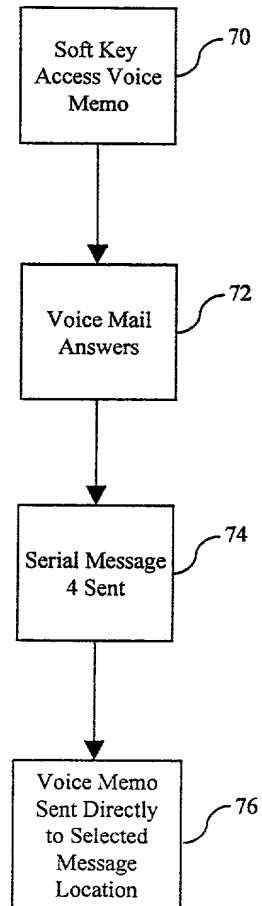 Soft Key
Access Voice
Memo
70
Voice Mail
Answers
72
Serial Message
4 Sent
74
Voice Memo
Sent Directly
to Selected
Message
Location
76